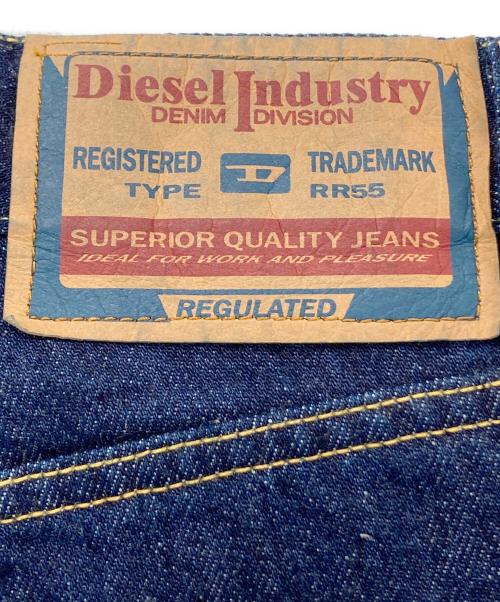 Diesel Industry
DENIM DIVISION
REGISTERED TRADEMARK
TYPE D RR55
SUPERIOR QUALITY JEANS
IDEAL FOR WORK AND PLEASURE
REGULATED